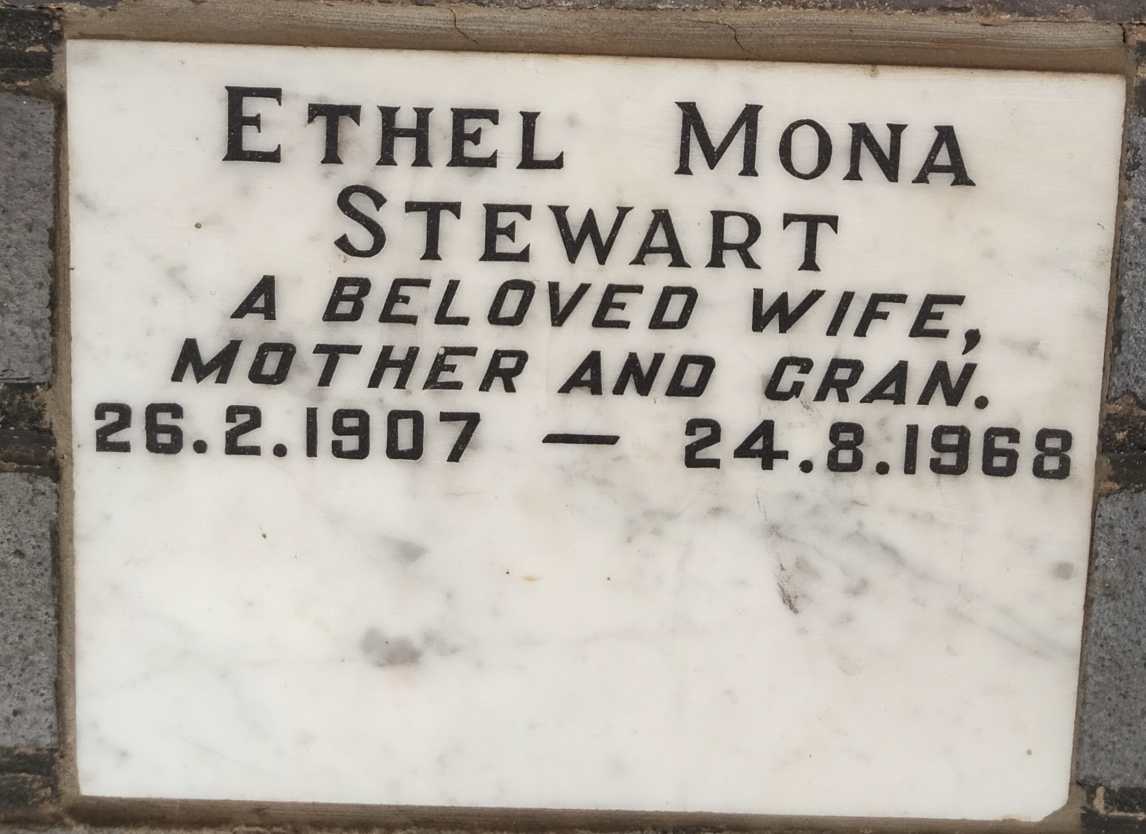 ETHEL MONA
STEWART
A BELOVED WIFE,
MOTHER AND GRAN.
26.2.1907 — 24.8.1968